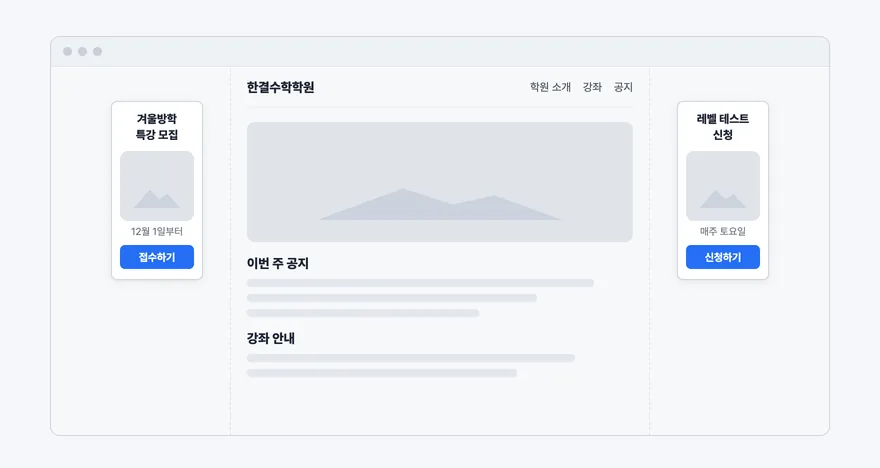 한결수학학원
학원 소개 강좌 공지
겨울방학
특강 모집
12월 1일부터
접수하기
이번 주 공지
강좌 안내
레벨 테스트
신청
매주 토요일
신청하기